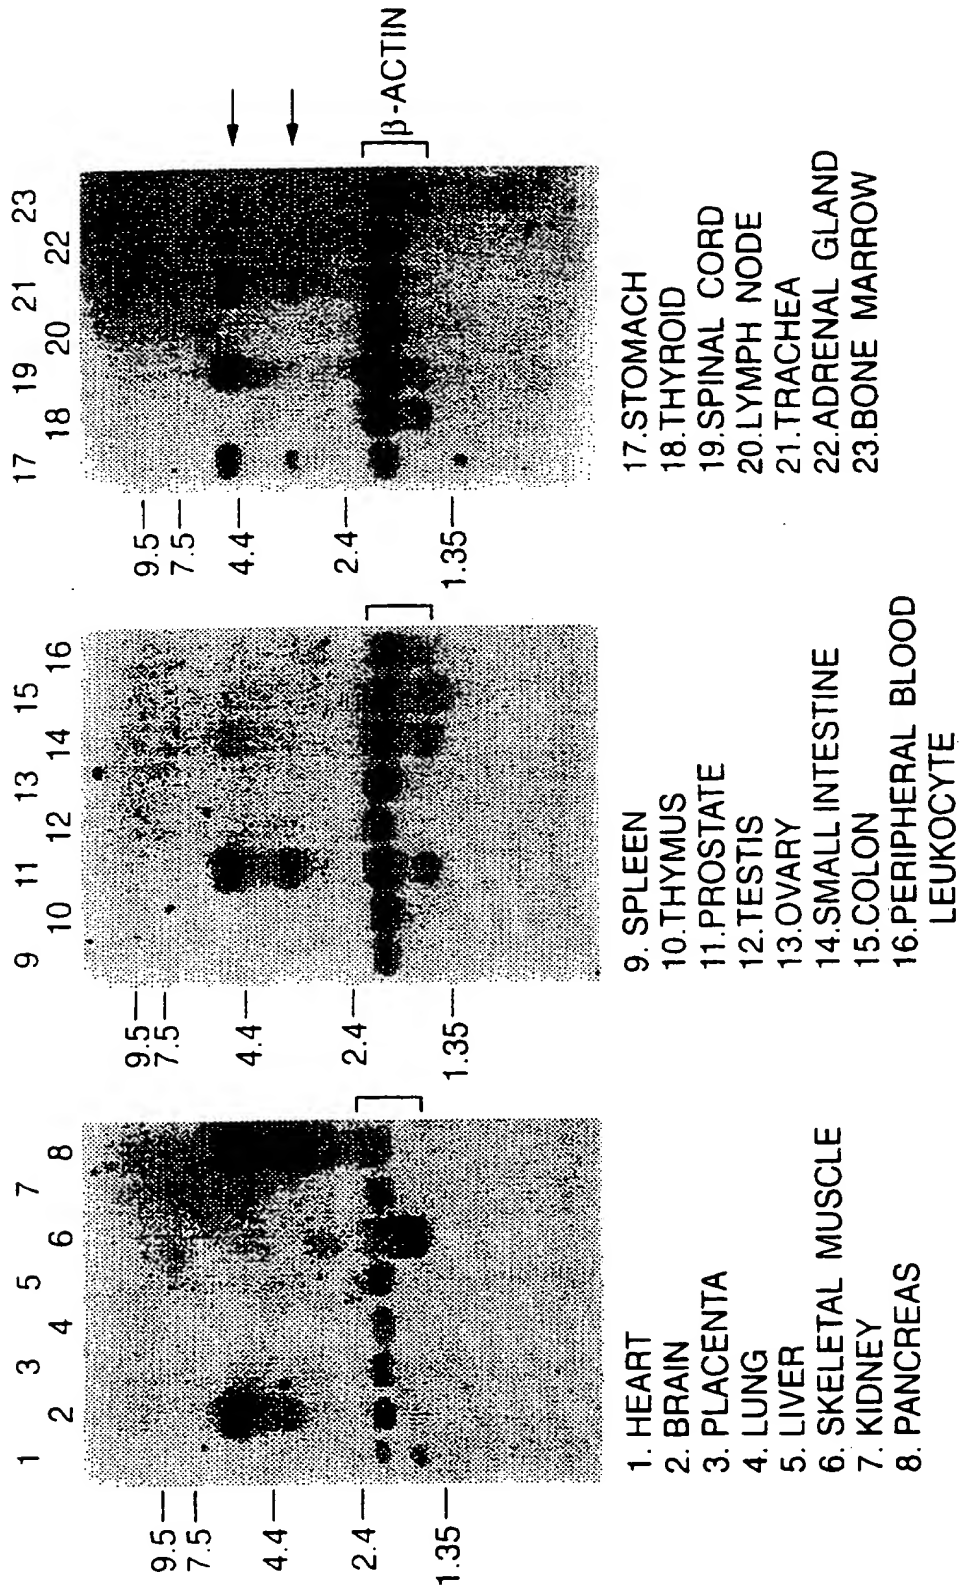 1 2 3 4 5 6 7 8
9.5
7.5
4.4
2.4
1.35
1. HEART
2. BRAIN
3. PLACENTA
4. LUNG
5. LIVER
6. SKELETAL MUSCLE
7. KIDNEY
8. PANCREAS
9 10 11 12 13 14 15 16
9.5
7.5
4.4
2.4
1.35
9. SPLEEN
10.THYMUS
11.PROSTATE
12.TESTIS
13.OVARY
14.SMALL INTESTINE
15.COLON
16.PERIPHERAL BLOOD
LEUKOCYTE
17 18 19 20 21 22 23
9.5
7.5
4.4
2.4
1.35
β-ACTIN
17.STOMACH
18.THYROID
19.SPINAL CORD
20.LYMPH NODE
21.TRACHEA
22.ADRENAL GLAND
23.BONE MARROW